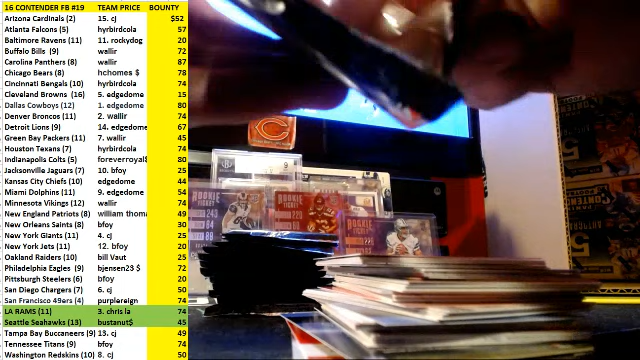 16 CONTENDER FB #19 TEAM PRICE BOUNTY
Arizona Cardinals (2) 15. cj $52
Atlanta Falcons (5) hyrbirdcola 57
Baltimore Ravens (11) 11. rockydog 20
Buffalo Bills (9) wallir 72
Carolina Panthers (8) wallir 87
Chicago Bears (8) hchomes $ 78
Cincinnati Bengals (10) hyrbirdcola 74
Cleveland Browns (16) 5. edgedome 15
Dallas Cowboys (12) 1. edgedome 80
Denver Broncos (11) 2. wallir 74
Detroit Lions (9) 14. edgedome 67
Green Bay Packers (11) 7. wallir 45
Houston Texans (7) hyrbirdcola 74
Indianapolis Colts (5) foreverroyal$ 80
Jacksonville Jaguars (7) 10. bfoy 25
Kansas City Chiefs (10) edgedome 44
Miami Dolphins (11) 9. edgedome 54
Minnesota Vikings (12) wallir 74
New England Patriots (8) william thoma 49
New Orleans Saints (8) bfoy 30
New York Giants (11) 4. cj 25
New York Jets (11) 12. bfoy 20
Oakland Raiders (10) bill Vaut 25
Philadelphia Eagles (9) bjensen23 $ 72
Pittsburgh Steelers (6) bfoy 20
San Diego Chargers (7) 6. cj 50
San Francisco 49ers (4) purplereign 74
LA RAMS (11) 3. chris la 74
Seattle Seahawks (13) bustanut$ 45
Tampa Bay Buccaneers (9) 13. cj 49
Tennessee Titans (9) bfoy 74
Washington Redskins (10) 8. cj 50
ROOKIE
TICKET
ROOKIE
TICKET